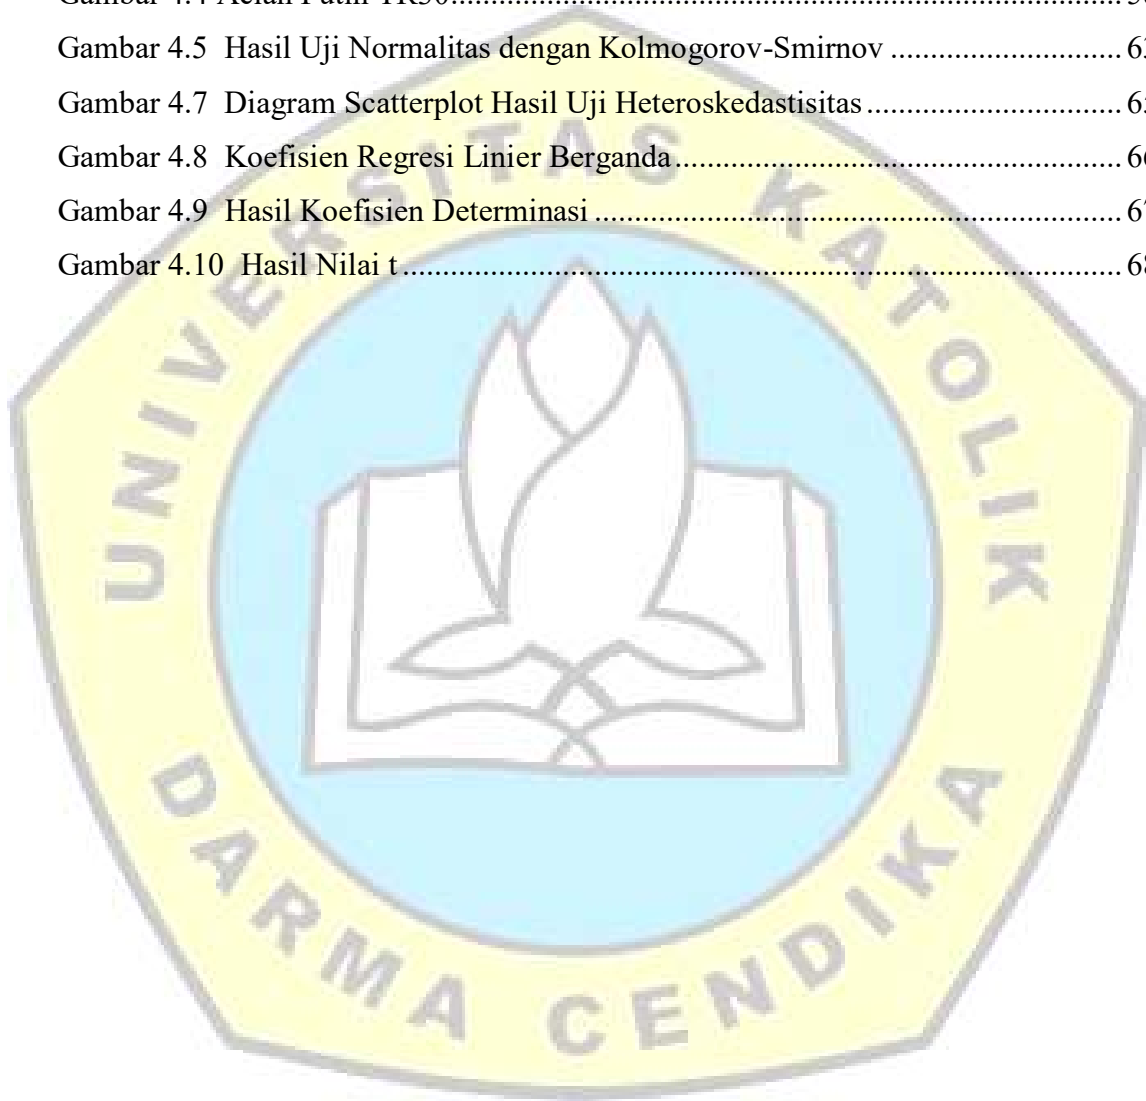 Gambar 4.5 Hasil Uji Normalitas dengan Kolmogorov-Smirnov
Gambar 4.7 Diagram Scatterplot Hasil Uji Heteroskedastisitas
Gambar 4.8 Koefisien Regresi Linier Berganda
Gambar 4.9 Hasil Koefisien Determinasi
Gambar 4.10 Hasil Nilai t
UNIVERSITAS KATOLIK
DARMA CENDIKA